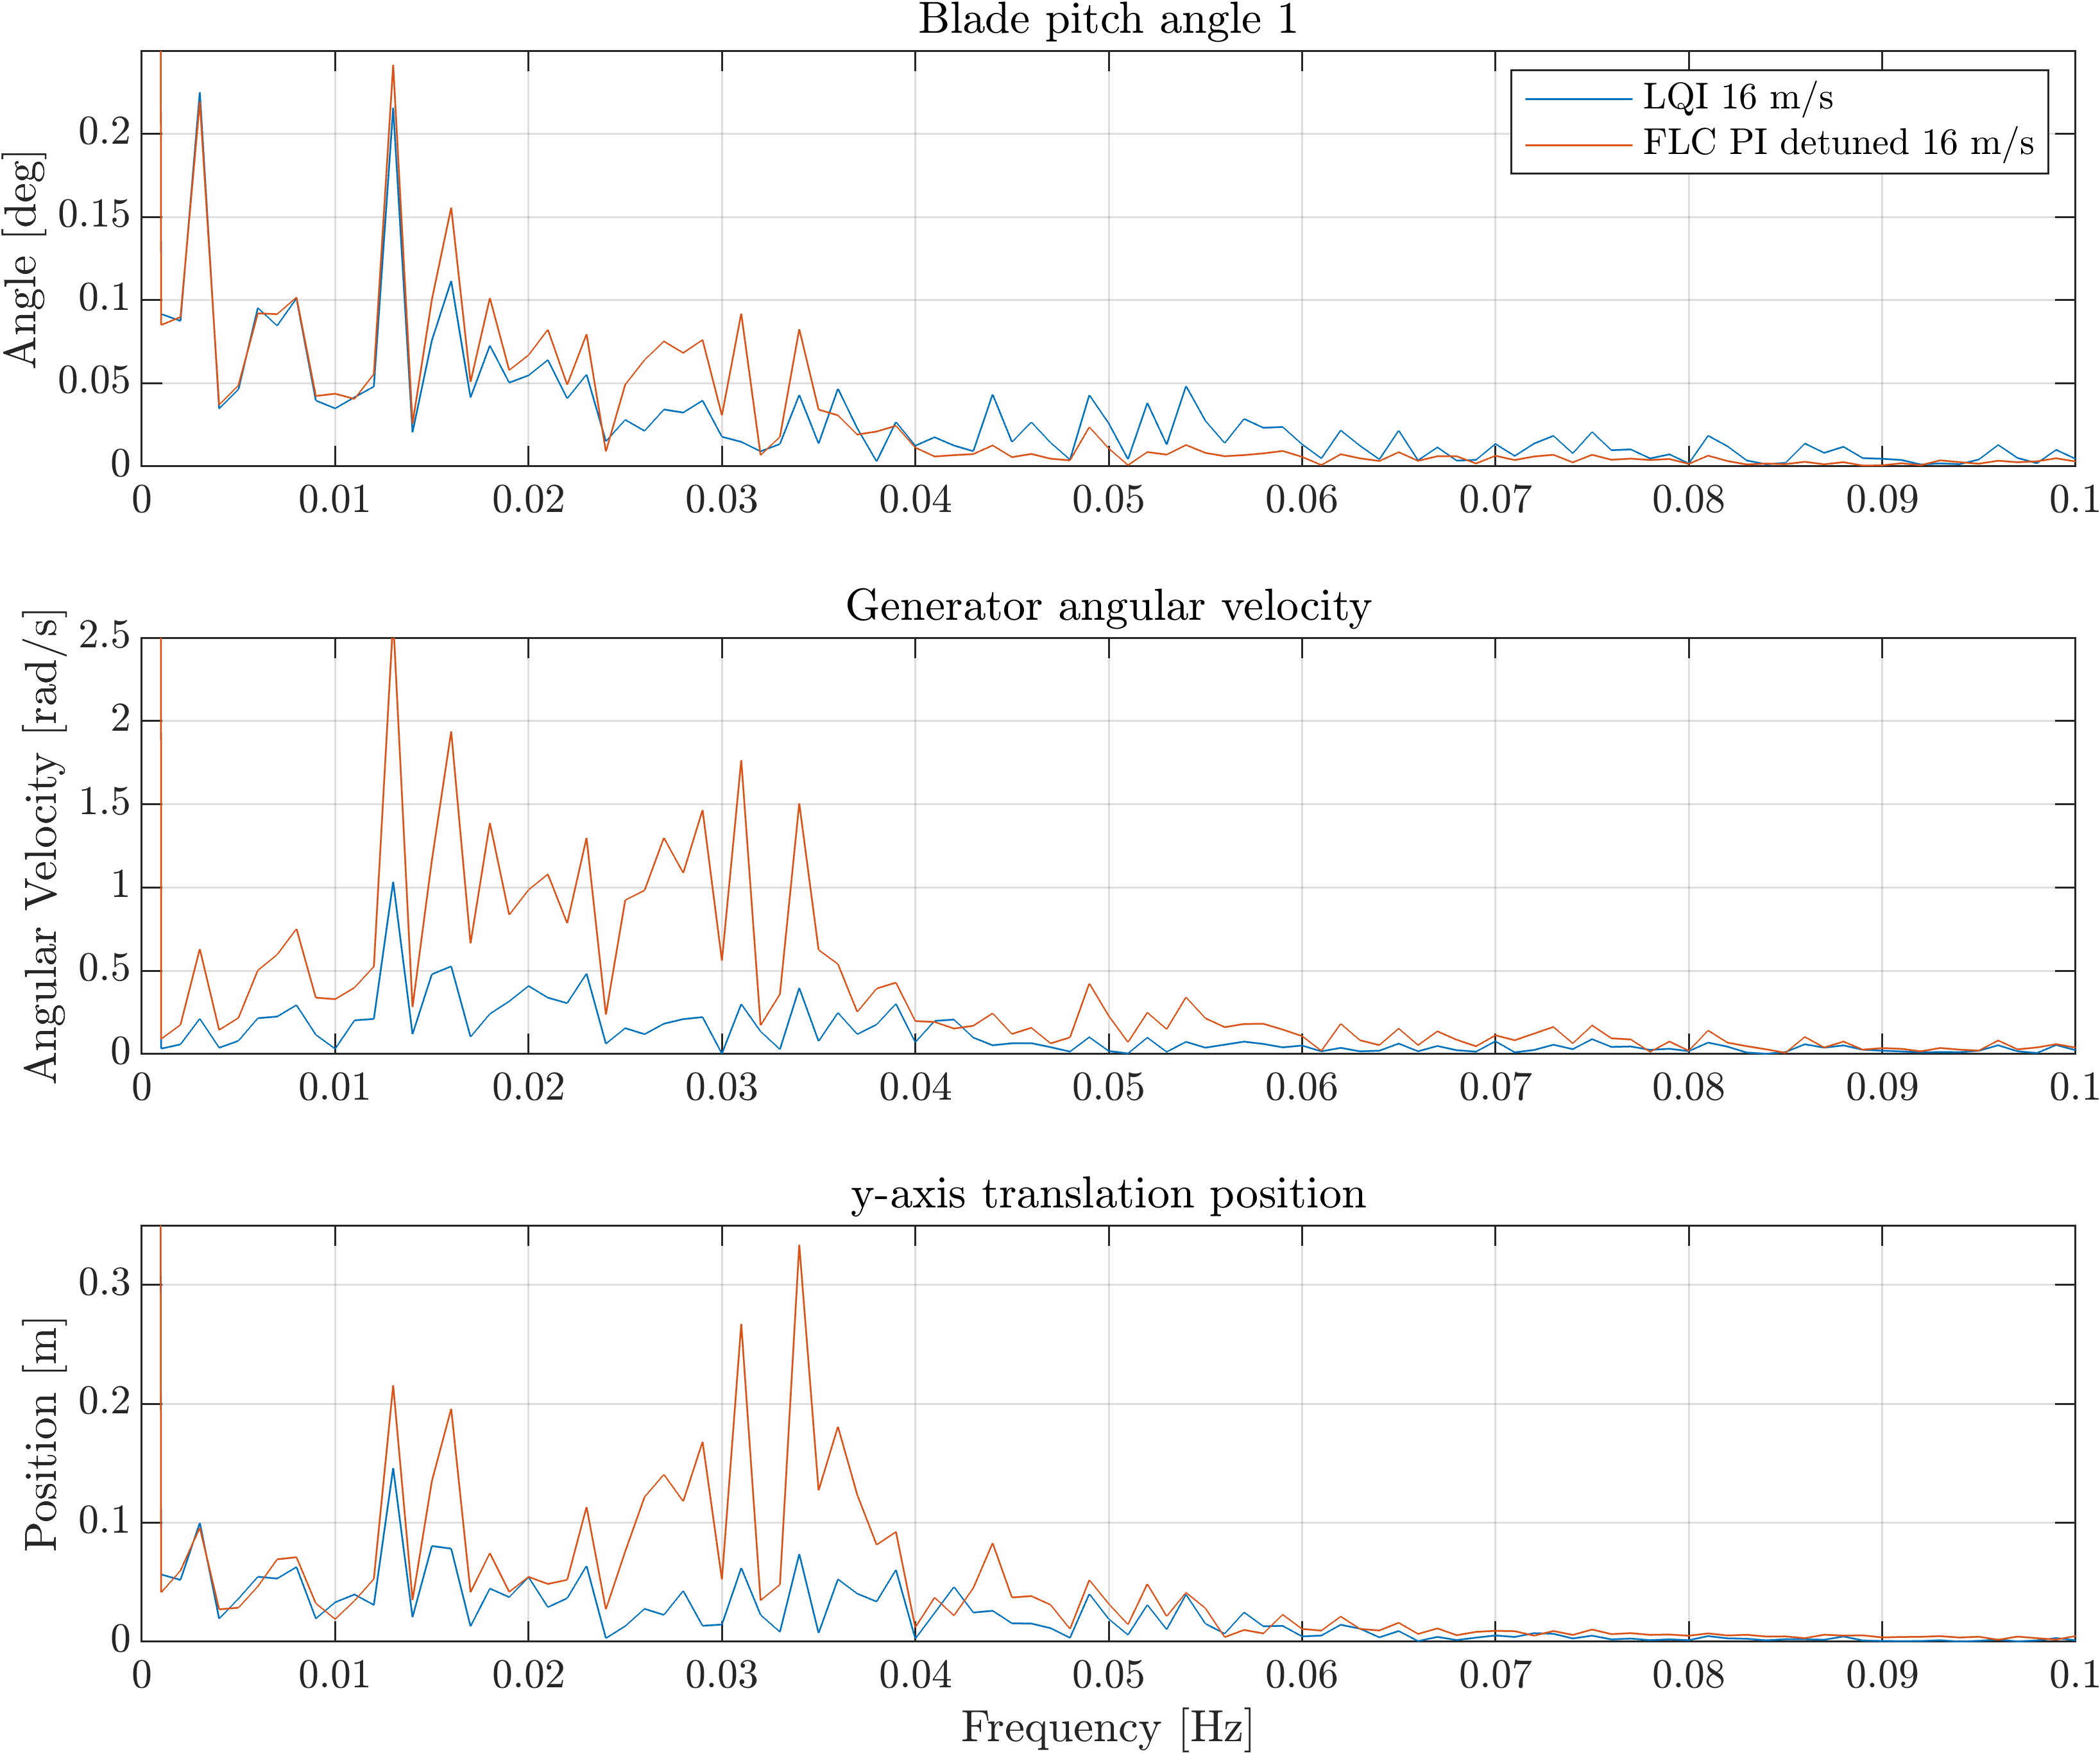 Blade pitch angle 1
Angle [deg]
0.2
0.15
0.1
0.05
0
LQI 16 m/s
FLC PI detuned 16 m/s
0 0.01 0.02 0.03 0.04 0.05 0.06 0.07 0.08 0.09 0.1
Generator angular velocity
Angular Velocity [rad/s]
2.5
2
1.5
1
0.5
0
0 0.01 0.02 0.03 0.04 0.05 0.06 0.07 0.08 0.09 0.1
y-axis translation position
Position [m]
0.3
0.2
0.1
0
0 0.01 0.02 0.03 0.04 0.05 0.06 0.07 0.08 0.09 0.1
Frequency [Hz]